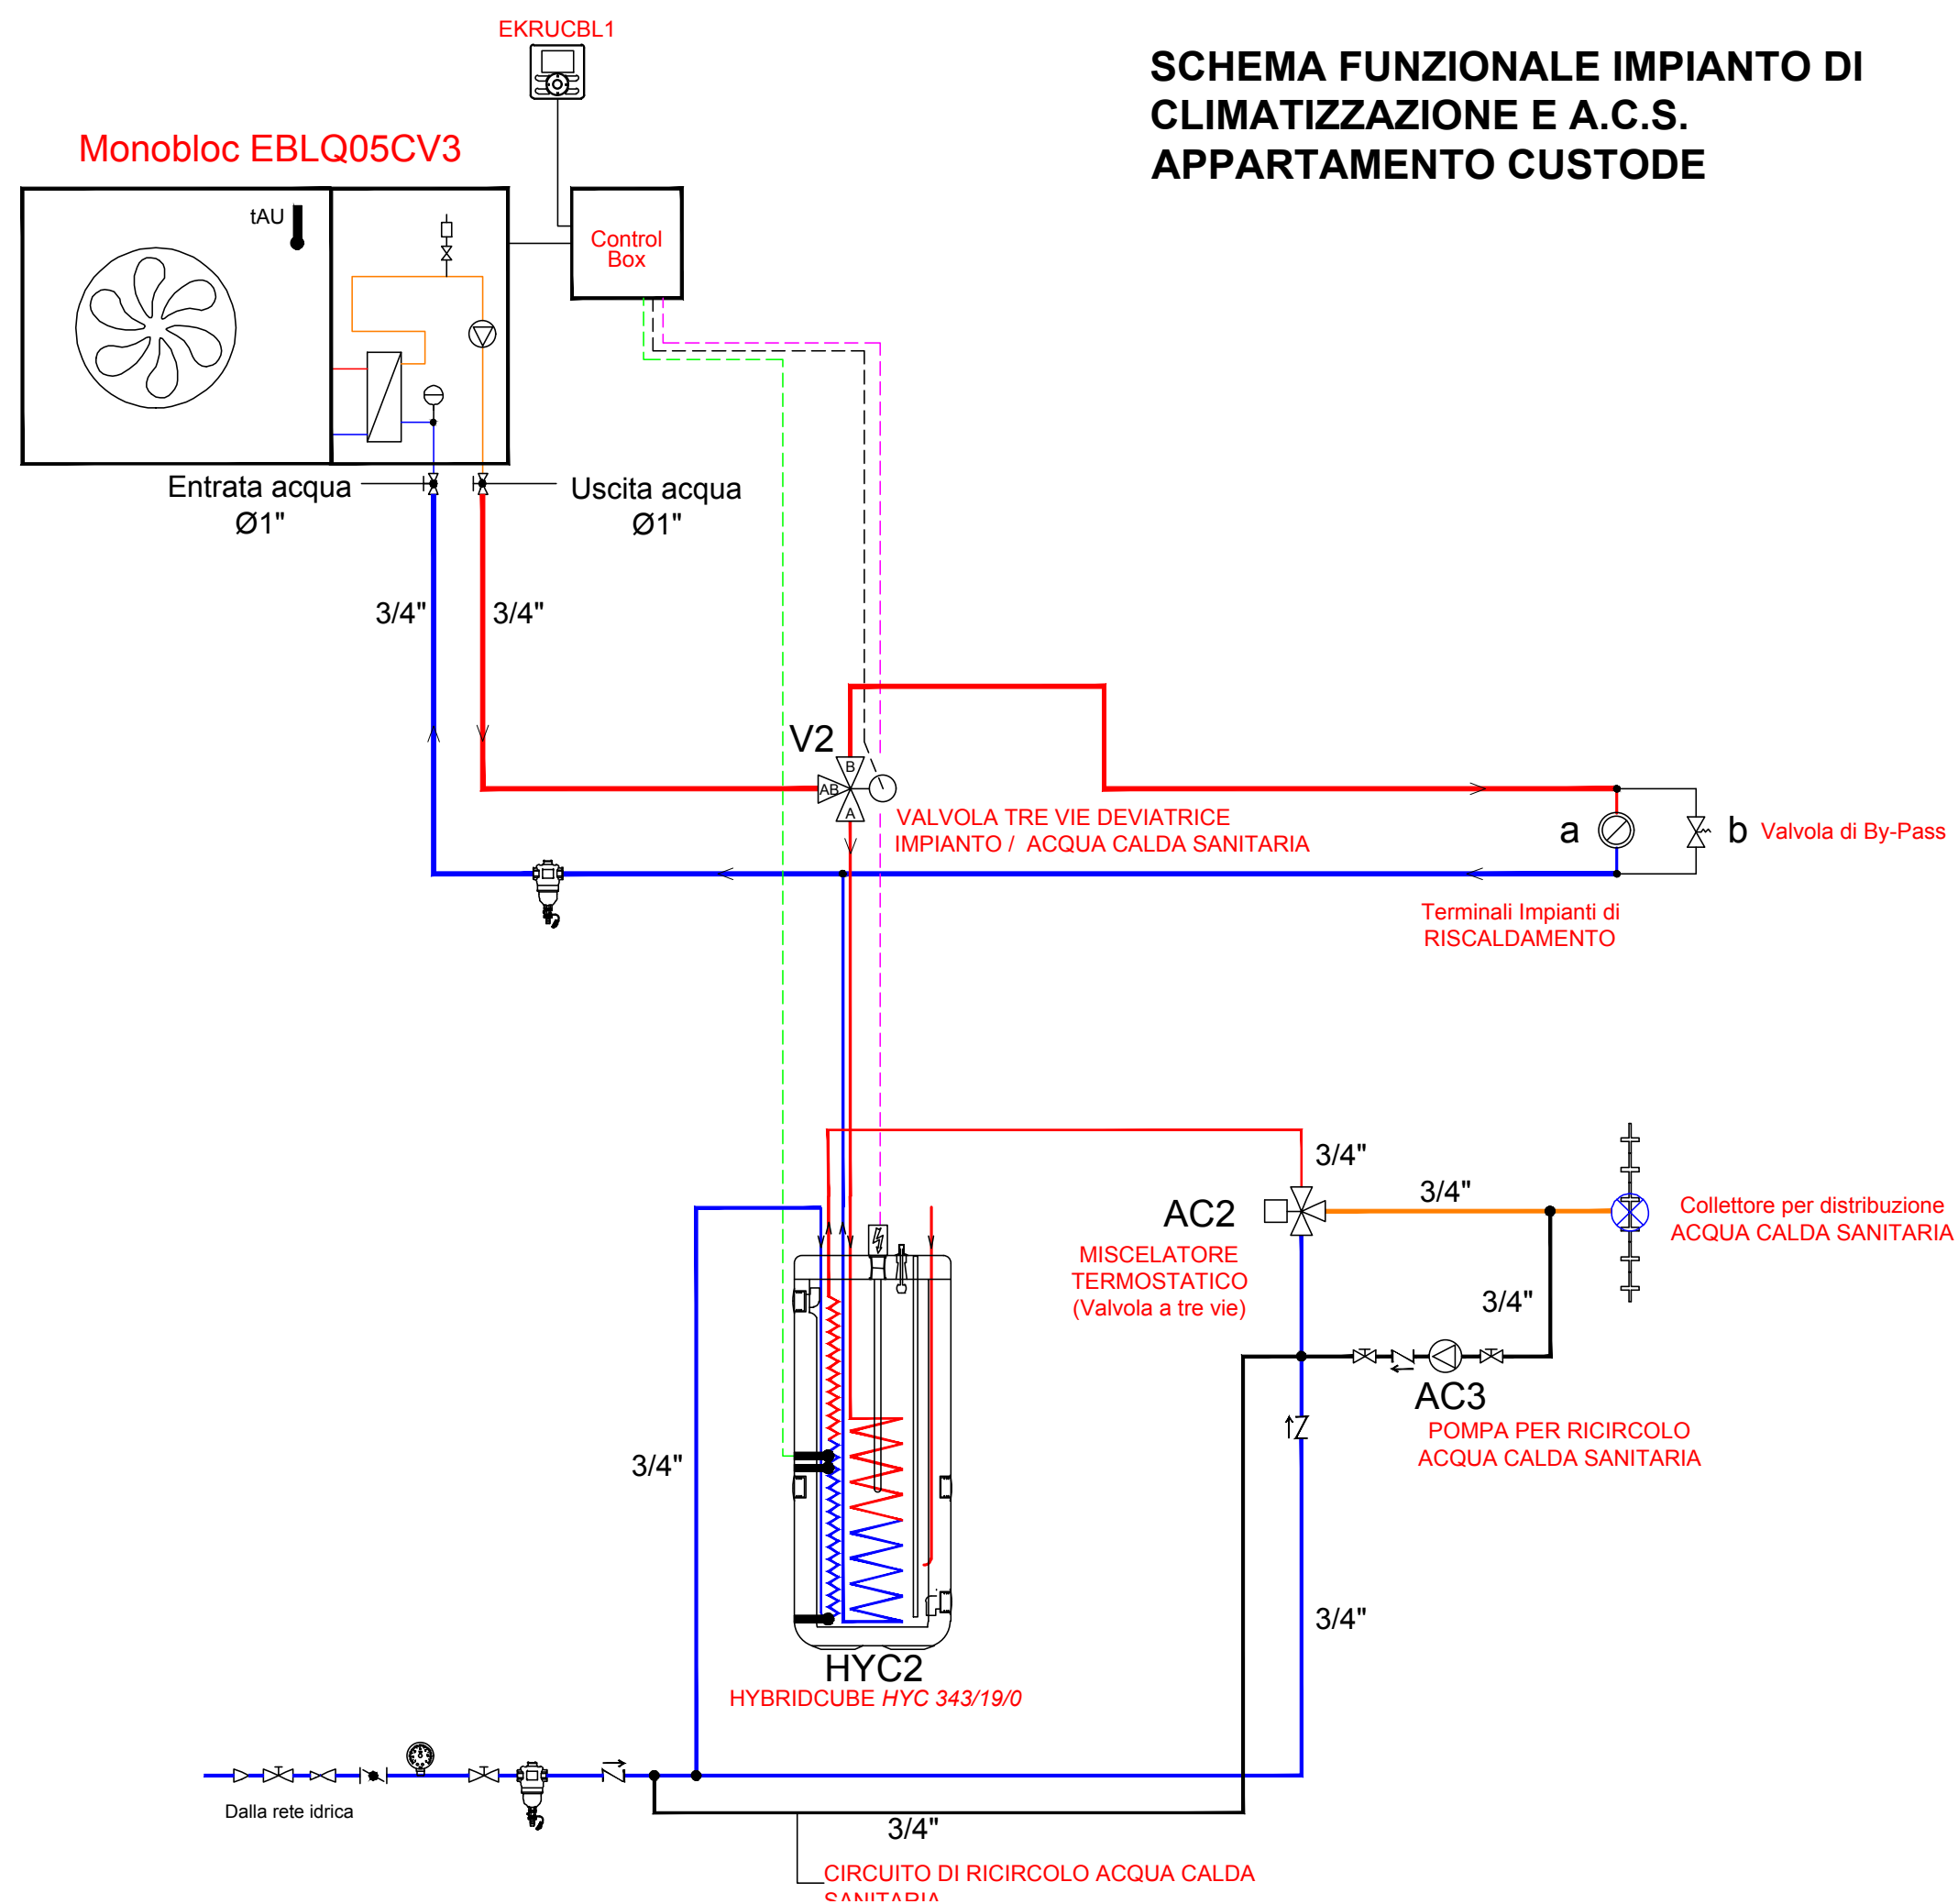 EKRUCBL1
SCHEMA FUNZIONALE IMPIANTO DI
CLIMATIZZAZIONE E A.C.S.
APPARTAMENTO CUSTODE
Monobloc EBLQ05CV3
tAU
Control
Box
Entrata acqua
Ø1"
Uscita acqua
Ø1"
3/4"
3/4"
V2
B
AB
A
VALVOLA TRE VIE DEVIATRICE
IMPIANTO / ACQUA CALDA SANITARIA
a
b
Valvola di By-Pass
Terminali Impianti di
RISCALDAMENTO
3/4"
3/4"
AC2
MISCELATORE
TERMOSTATICO
(Valvola a tre vie)
Collettore per distribuzione
ACQUA CALDA SANITARIA
3/4"
AC3
POMPA PER RICIRCOLO
ACQUA CALDA SANITARIA
3/4"
3/4"
HYC2
HYBRIDCUBE HYC 343/19/0
Dalla rete idrica
3/4"
CIRCUITO DI RICIRCOLO ACQUA CALDA
SANITARIA